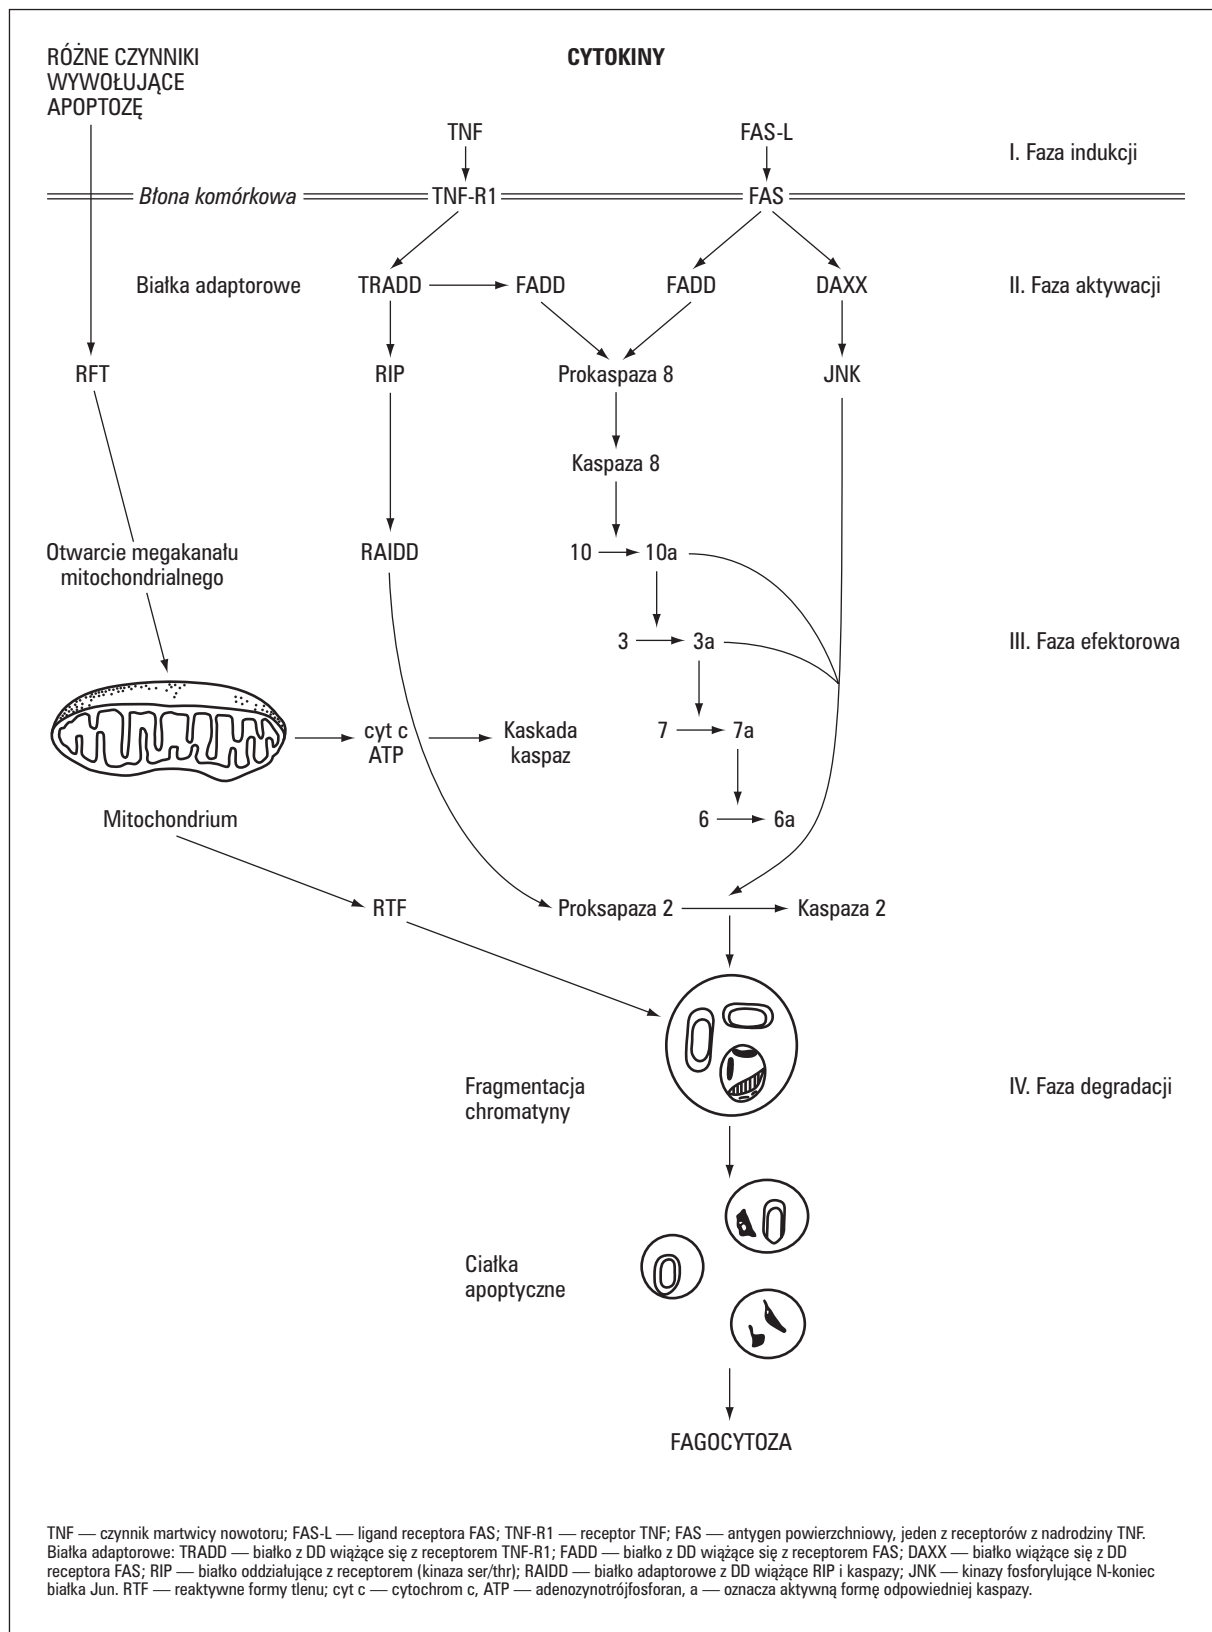 RÓŻNE CZYNNIKI
WYWOŁUJĄCE
APOPTOZĘ
CYTOKINY
TNF
FAS-L
I. Faza indukcji
Błona komórkowa
TNF-R1
FAS
Białka adaptorowe
TRADD
FADD
FADD
DAXX
II. Faza aktywacji
RFT
RIP
Prokaspaza 8
JNK
Kaspaza 8
Otwarcie megakanału
mitochondrialnego
RAIDD
10
10a
3
3a
III. Faza efektorowa
cyt c
ATP
Kaskada
kaspaz
7
7a
Mitochondrium
6
6a
RTF
Proksapaza 2
Kaspaza 2
Fragmentacja
chromatyny
IV. Faza degradacji
Ciałka
apoptyczne
FAGOCYTOZA
TNF — czynnik martwicy nowotoru; FAS-L — ligand receptora FAS; TNF-R1 — receptor TNF; FAS — antygen powierzchniowy, jeden z receptorów z nadrodziny TNF.
Białka adaptorowe: TRADD — białko z DD wiążące się z receptorem TNF-R1; FADD — białko z DD wiążące się z receptorem FAS; DAXX — białko wiążące się z DD
receptora FAS; RIP — białko oddziałujące z receptorem (kinaza ser/thr); RAIDD — białko adaptorowe z DD wiążące RIP i kaspazy; JNK — kinazy fosforylujące N-koniec
białka Jun. RTF — reaktywne formy tlenu; cyt c — cytochrom c, ATP — adenozynotrójfosforan, a — oznacza aktywną formę odpowiedniej kaspazy.